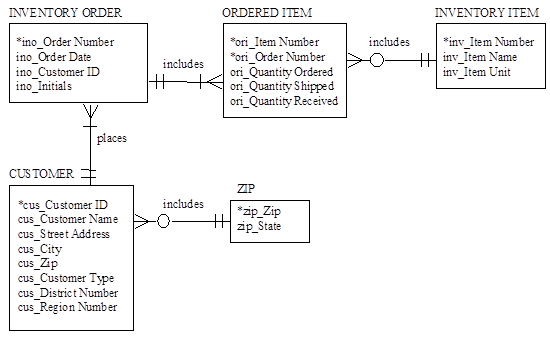 INVENTORY ORDER
*ino_Order Number
ino_Order Date
ino_Customer ID
ino_Initials
includes
ORDERED ITEM
*ori_Item Number
*ori_Order Number
ori_Quantity Ordered
ori_Quantity Shipped
ori_Quantity Received
includes
INVENTORY ITEM
*inv_Item Number
inv_Item Name
inv_Item Unit
places
CUSTOMER
*cus_Customer ID
cus_Customer Name
cus_Street Address
cus_City
cus_Zip
cus_Customer Type
cus_District Number
cus_Region Number
includes
ZIP
*zip_Zip
zip_State